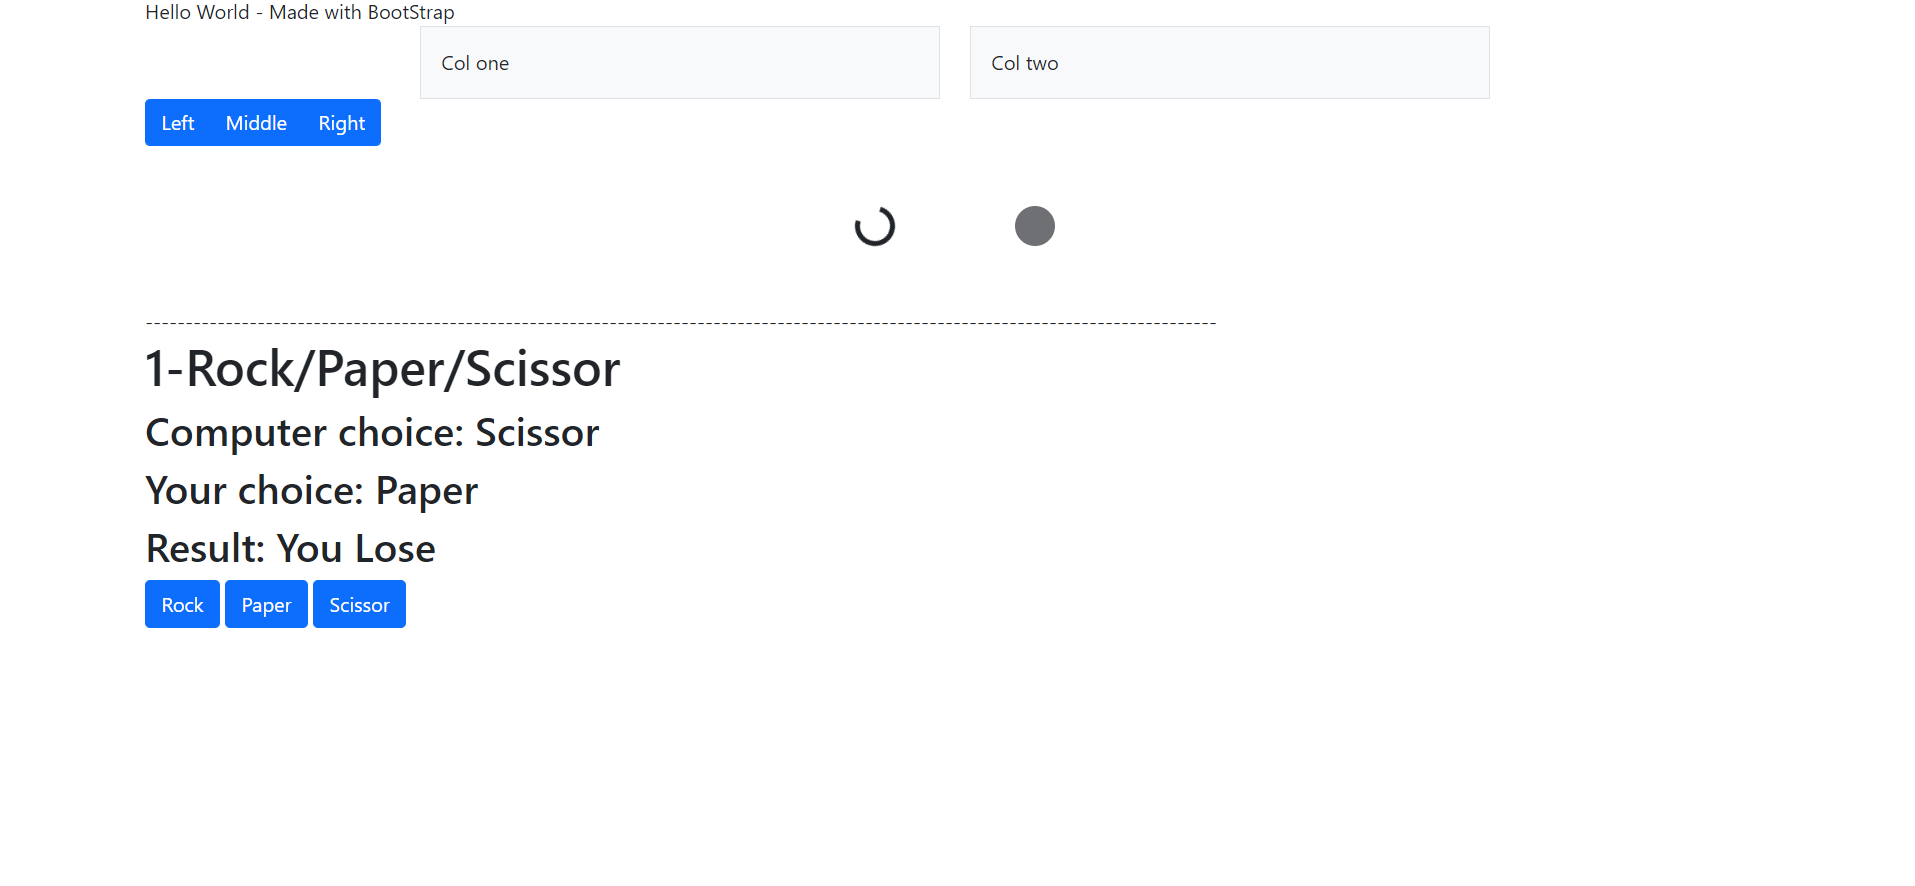 Hello World - Made with BootStrap
Col one
Col two
Left Middle Right
--------------------------------------------------------------------------------------------------------------------------------------
1-Rock/Paper/Scissor
Computer choice: Scissor
Your choice: Paper
Result: You Lose
Rock Paper Scissor